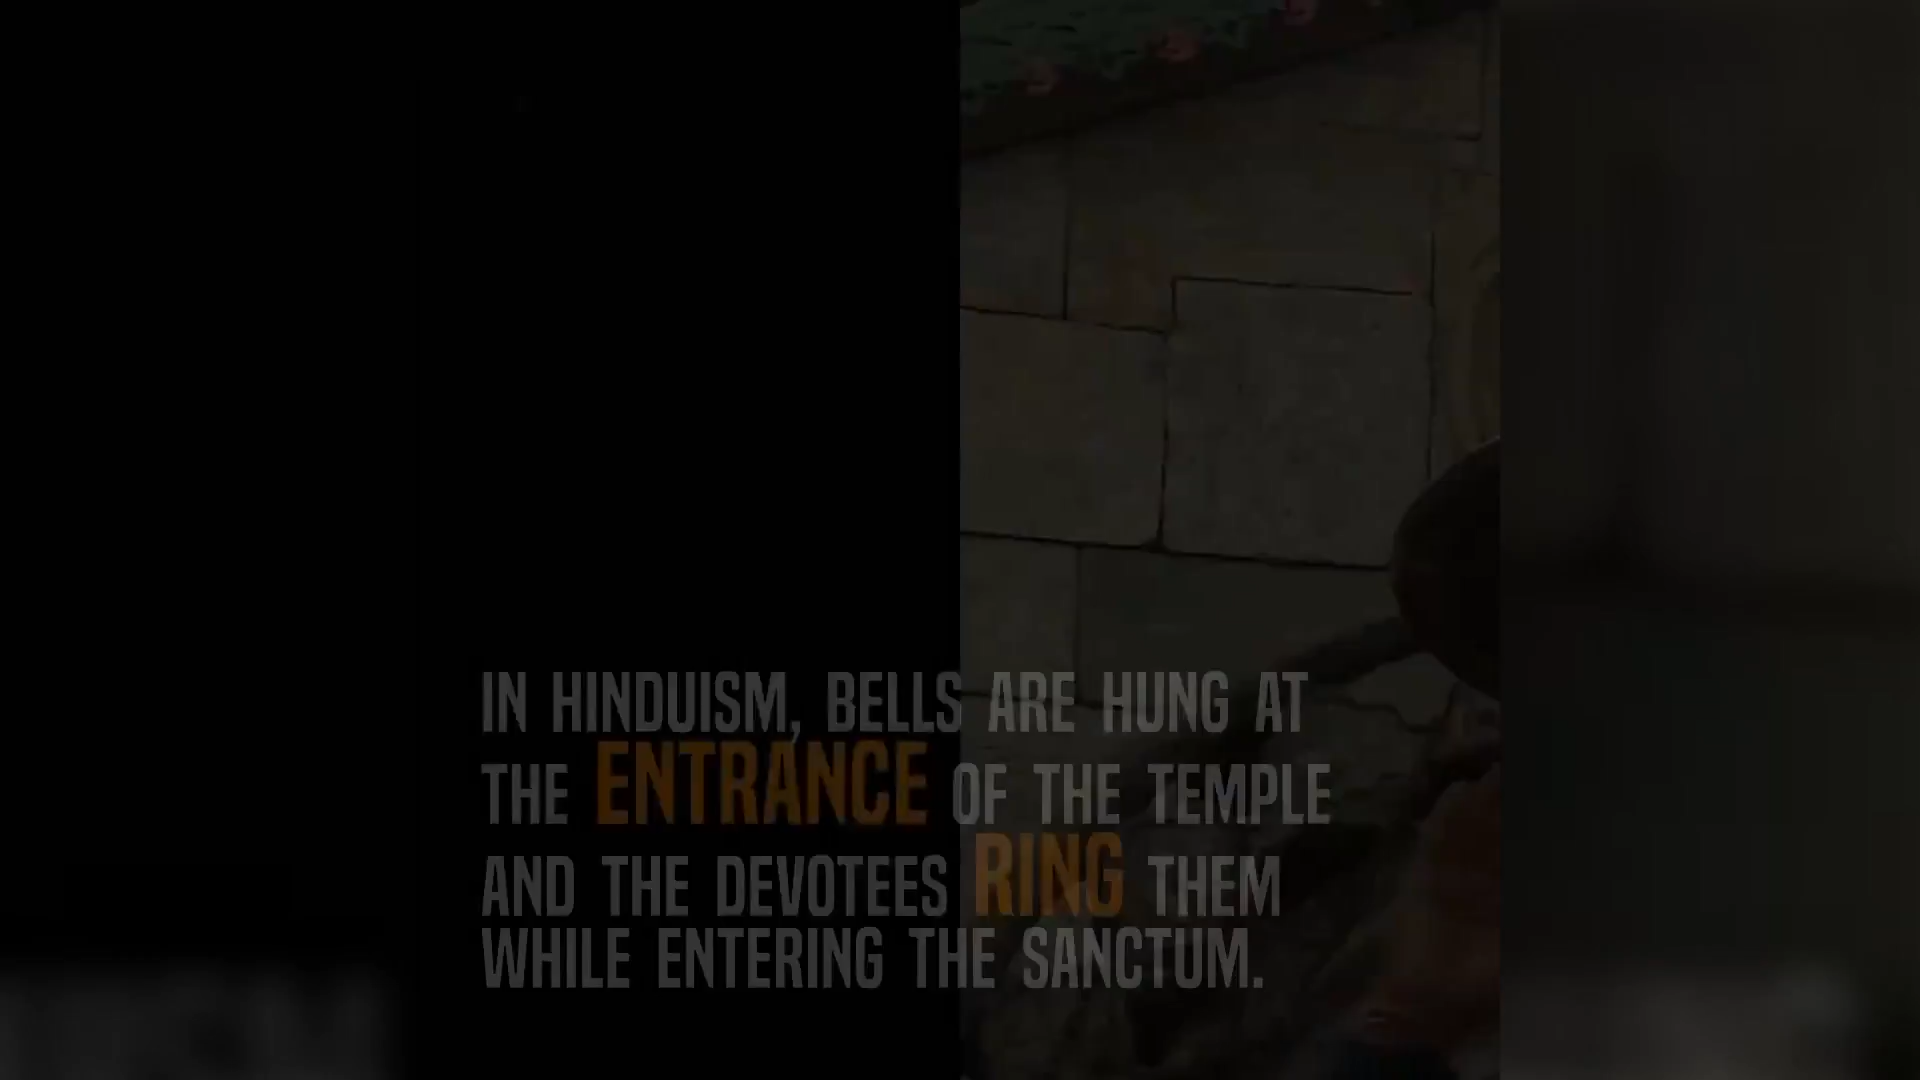 IN HINDUISM, BELLS ARE HUNG AT
THE ENTRANCE OF THE TEMPLE
AND THE DEVOTEES RING THEM
WHILE ENTERING THE SANCTUM.